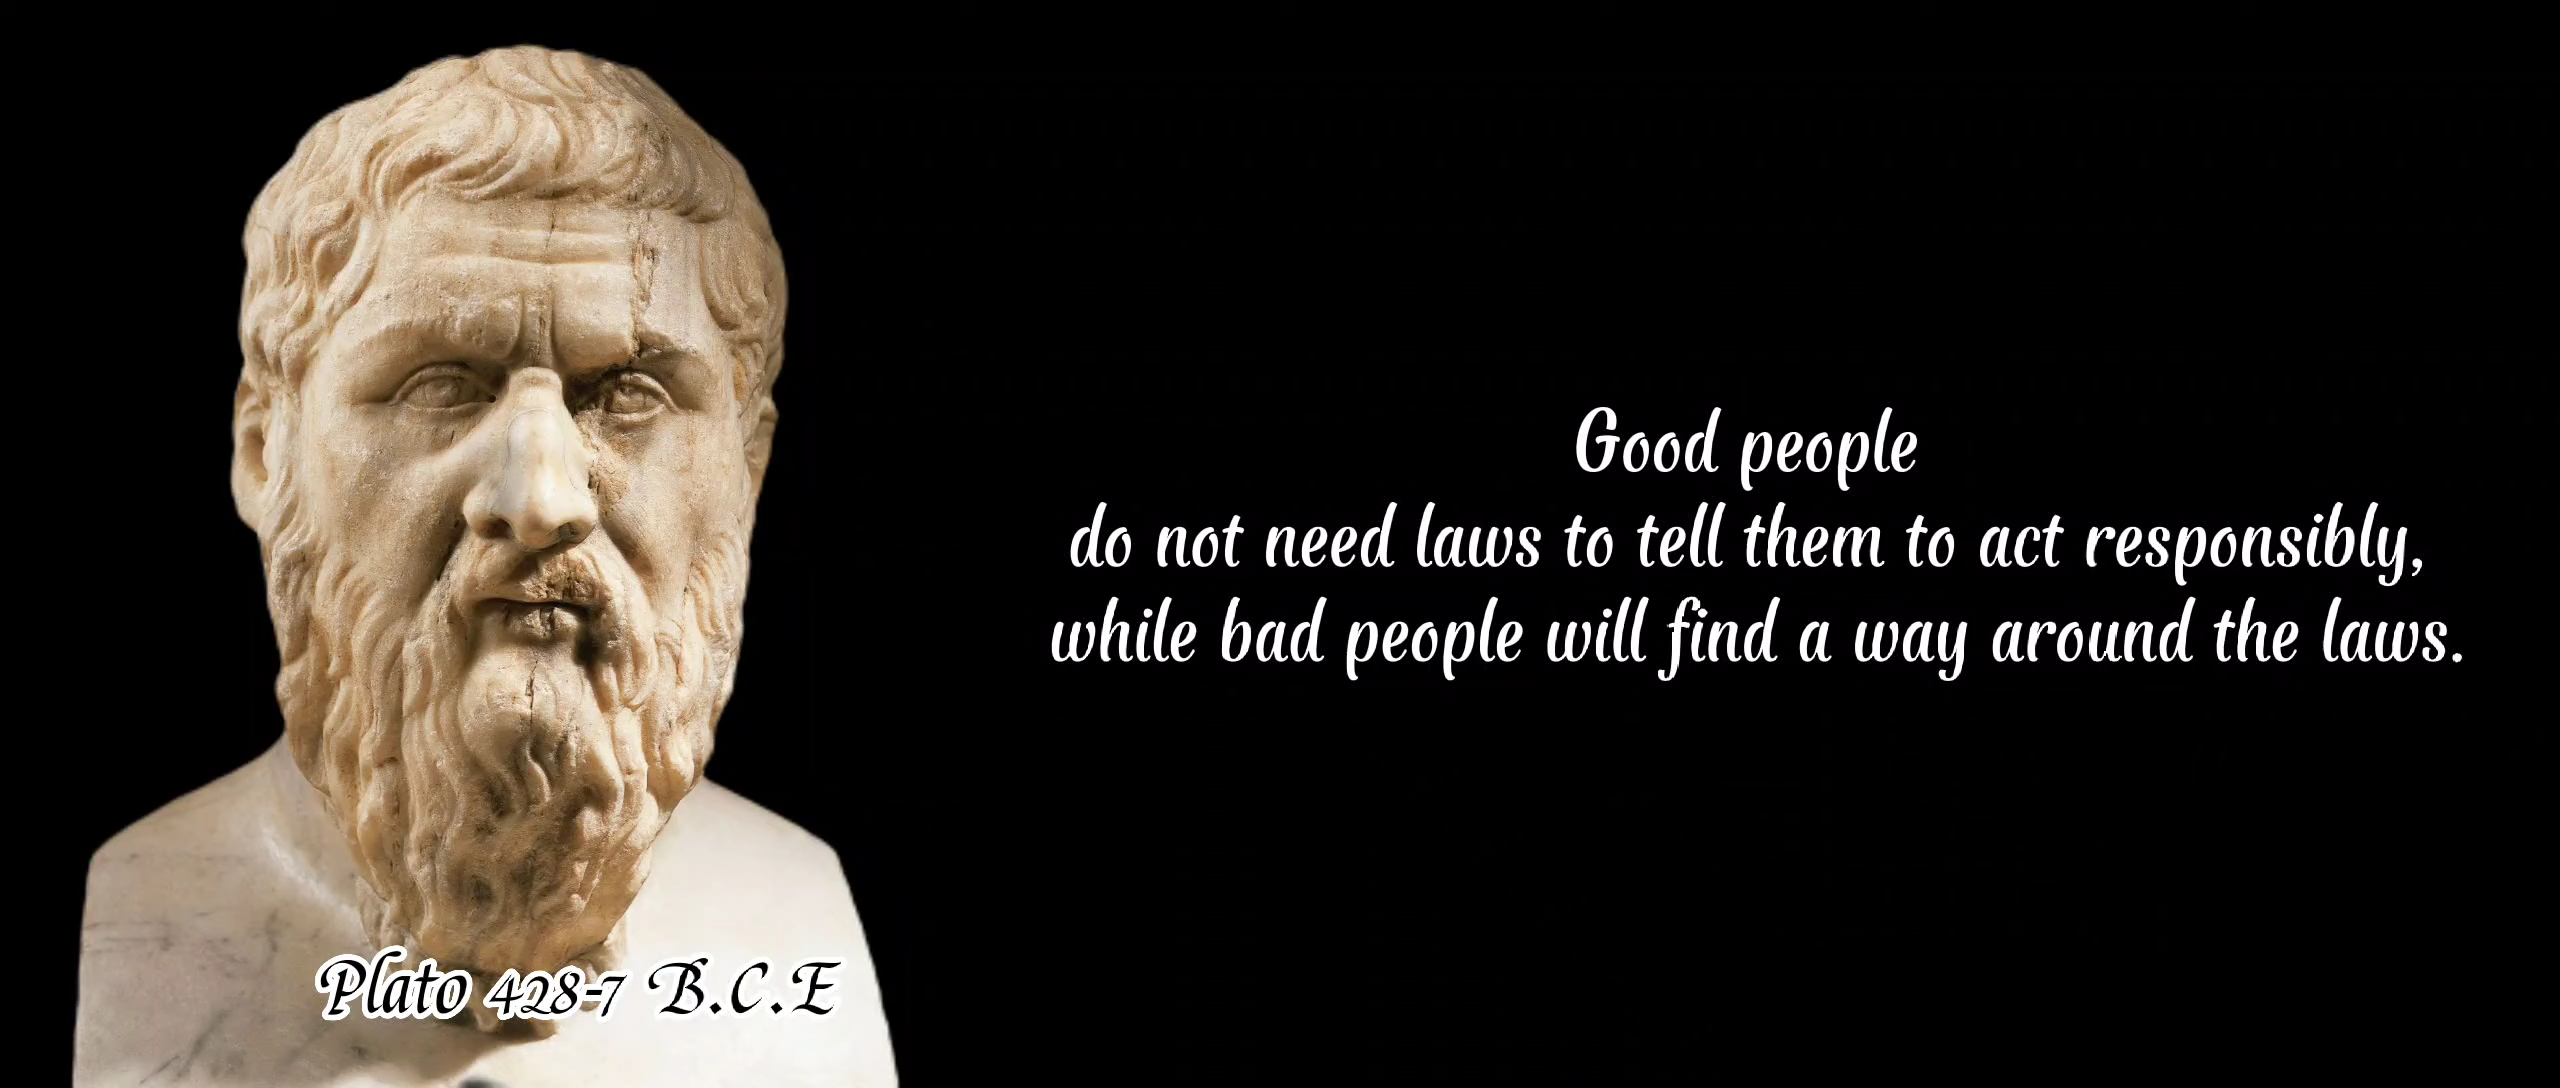 Good people
do not need laws to tell them to act responsibly,
while bad people will find a way around the laws.
Plato 428-7 B.C.E